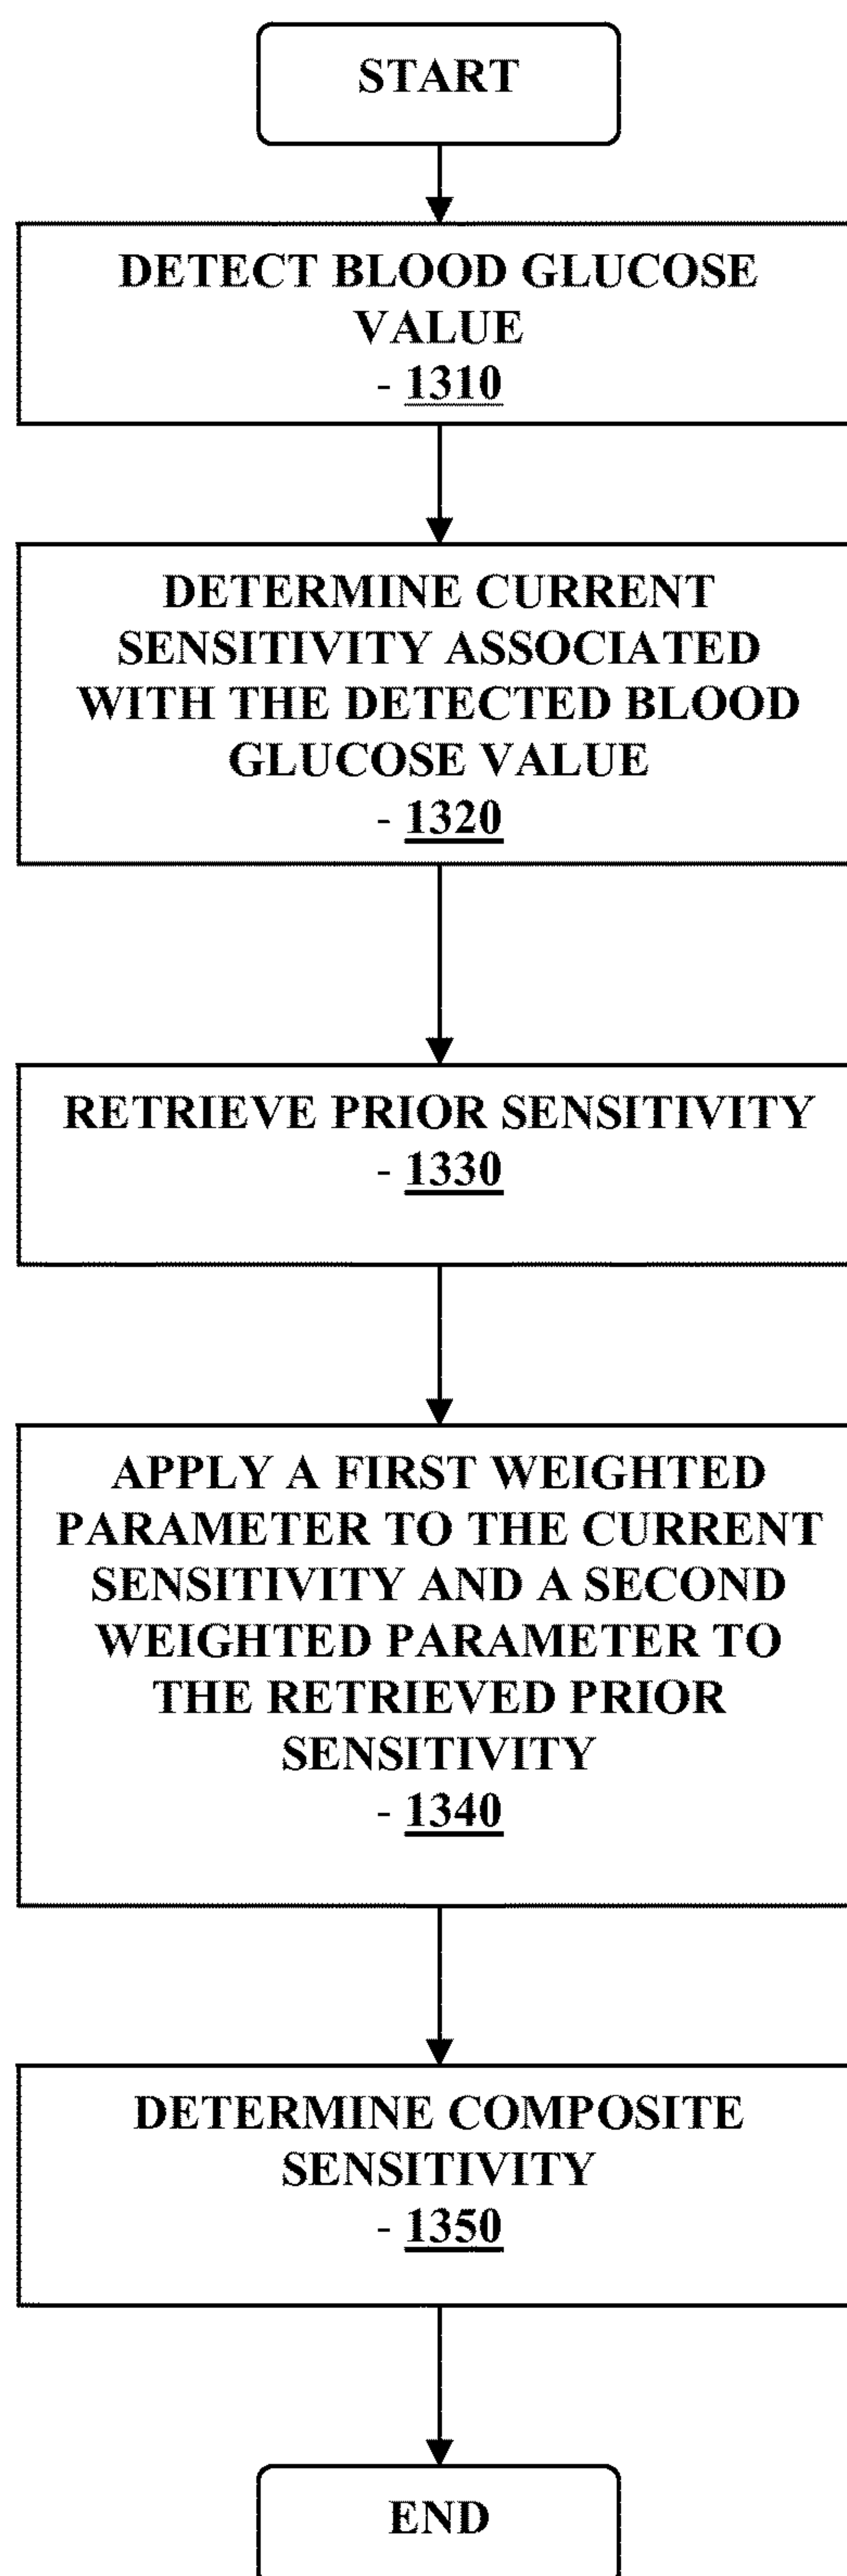 START
DETECT BLOOD GLUCOSE
VALUE
- 1310
DETERMINE CURRENT
SENSITIVITY ASSOCIATED
WITH THE DETECTED BLOOD
GLUCOSE VALUE
- 1320
RETRIEVE PRIOR SENSITIVITY
- 1330
APPLY A FIRST WEIGHTED
PARAMETER TO THE CURRENT
SENSITIVITY AND A SECOND
WEIGHTED PARAMETER TO
THE RETRIEVED PRIOR
SENSITIVITY
- 1340
DETERMINE COMPOSITE
SENSITIVITY
- 1350
END